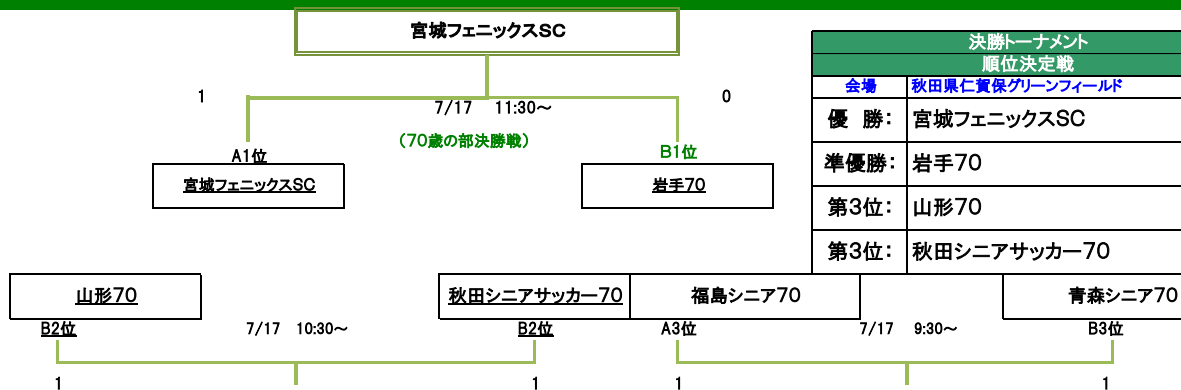 宮城フェニックスSC
1
0
7/17 11:30～
(70歳の部決勝戦)
A1位
B1位
宮城フェニックスSC
岩手70
決勝トーナメント
順位決定戦
会場 秋田県仁賀保グリーンフィールド
優 勝: 宮城フェニックスSC
準優勝: 岩手70
第3位: 山形70
第3位: 秋田シニアサッカー70
山形70
秋田シニアサッカー70
福島シニア70
青森シニア70
B2位
7/17 10:30～
B2位
A3位
7/17 9:30～
B3位
1
1
1
1